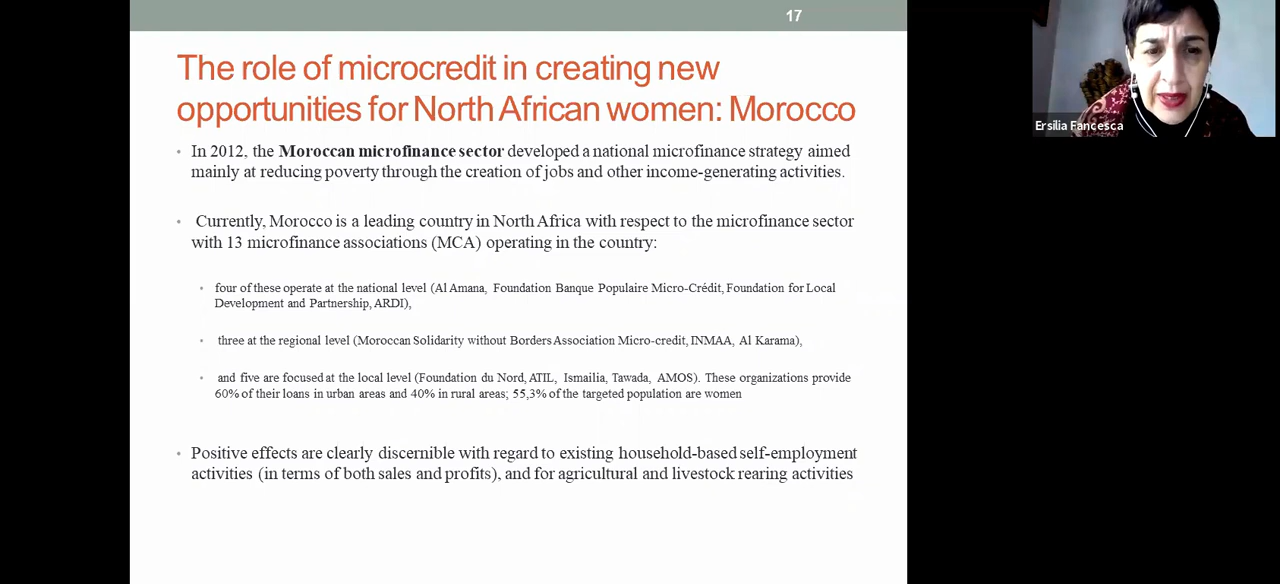 17
The role of microcredit in creating new
opportunities for North African women: Morocco
• In 2012, the Moroccan microfinance sector developed a national microfinance strategy aimed
mainly at reducing poverty through the creation of jobs and other income-generating activities.
• Currently, Morocco is a leading country in North Africa with respect to the microfinance sector
with 13 microfinance associations (MCA) operating in the country:
• four of these operate at the national level (Al Amana, Foundation Banque Populaire Micro-Crédit, Foundation for Local
Development and Partnership, ARDI),
• three at the regional level (Moroccan Solidarity without Borders Association Micro-credit, INMAA, Al Karama),
• and five are focused at the local level (Foundation du Nord, ATIL, Ismailia, Tawada, AMOS). These organizations provide
60% of their loans in urban areas and 40% in rural areas; 55,3% of the targeted population are women
• Positive effects are clearly discernible with regard to existing household-based self-employment
activities (in terms of both sales and profits), and for agricultural and livestock rearing activities
Ersilia Fancesca